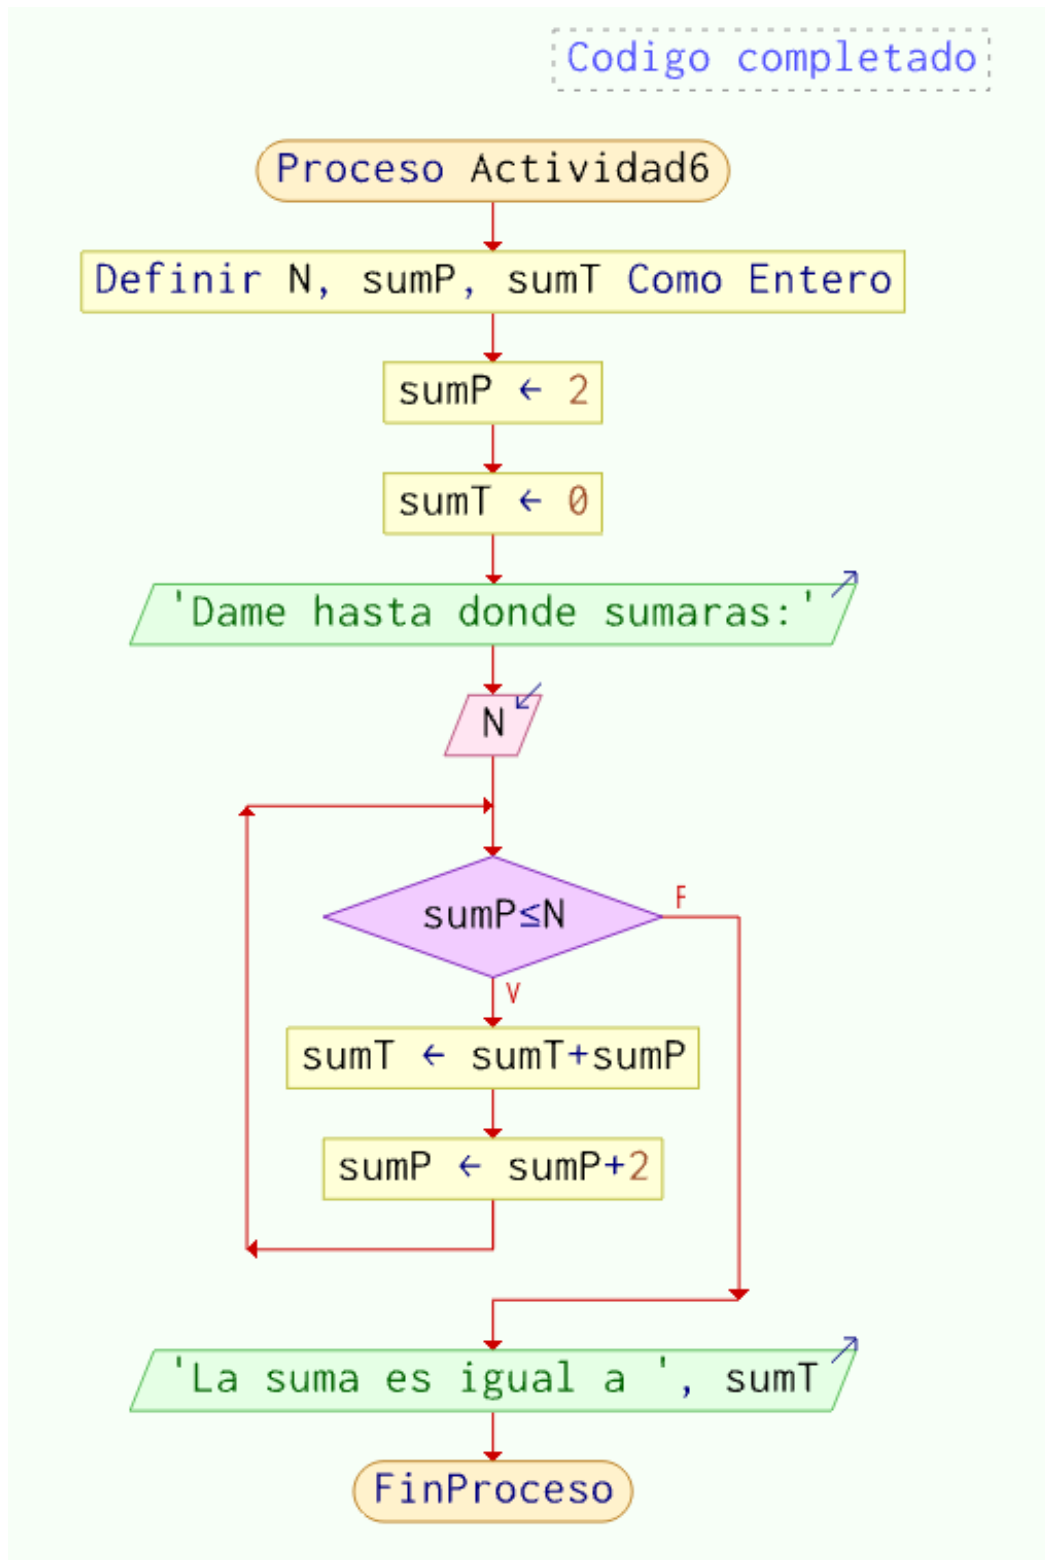 Codigo completado
Proceso Actividad6
Definir N, sumP, sumT Como Entero
sumP ← 2
sumT ← 0
'Dame hasta donde sumaras:'
N
sumP≤N
F
V
sumT ← sumT+sumP
sumP ← sumP+2
'La suma es igual a ', sumT
FinProceso